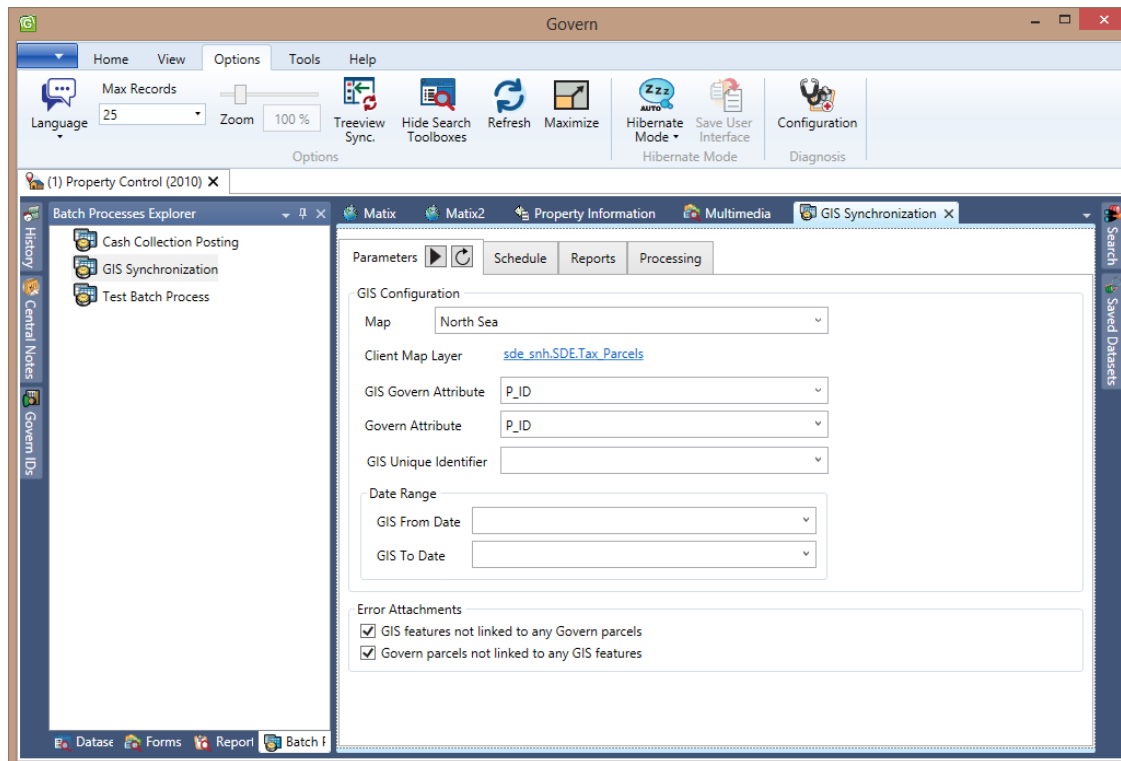 G
Govern
Home View Options Tools Help
Language
Max Records
25
Zoom 100 %
Treeview Sync.
Hide Search Toolboxes
Refresh
Maximize
Zzz AUTO
Hibernate Mode
Save User Interface
Configuration
Options Hibernate Mode Diagnosis
(1) Property Control (2010) X
History
Central Notes
Govern IDs
Batch Processes Explorer
Cash Collection Posting
GIS Synchronization
Test Batch Process
Datase Forms Report Batch P
Matix Matix2 Property Information Multimedia GIS Synchronization X
Parameters Schedule Reports Processing
GIS Configuration
Map North Sea
Client Map Layer sde_snh.SDE.Tax_Parcels
GIS Govern Attribute P_ID
Govern Attribute P_ID
GIS Unique Identifier
Date Range
GIS From Date
GIS To Date
Error Attachments
GIS features not linked to any Govern parcels
Govern parcels not linked to any GIS features
Search
Saved Datasets